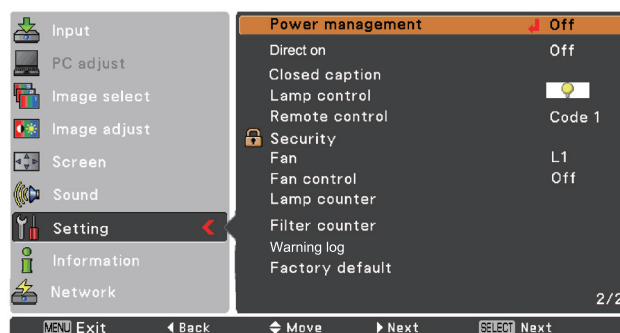 Input
PC adjust
Image select
Image adjust
Screen
Sound
Setting
Information
Network
Power management Off
Direct on Off
Closed caption
Lamp control
Remote control Code 1
Security
Fan L1
Fan control Off
Lamp counter
Filter counter
Warning log
Factory default
2/2
MENU Exit Back Move Next SELECT Next